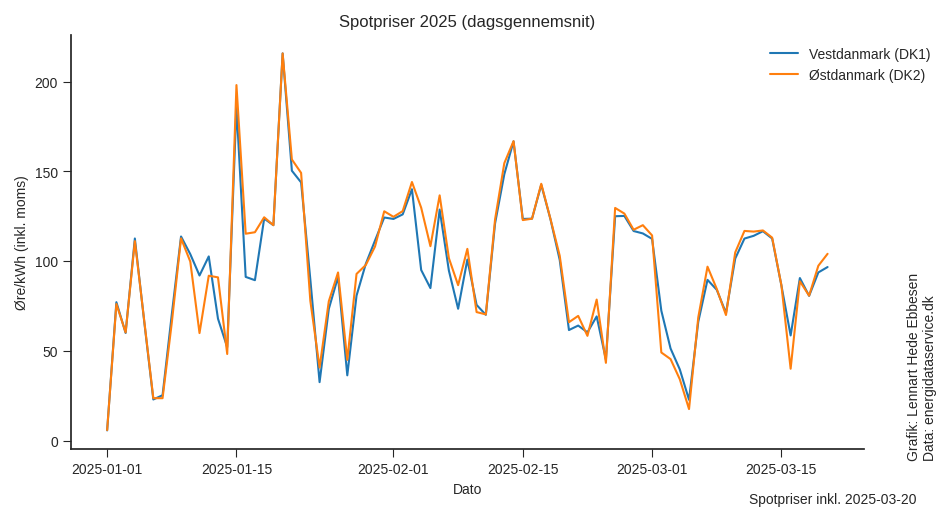 Spotpriser 2025 (dagsgennemsnit)
Vestdanmark (DK1)
Østdanmark (DK2)
Øre/kWh (inkl. moms)
200
150
100
50
0
2025-01-01
2025-01-15
2025-02-01
2025-02-15
2025-03-01
2025-03-15
Dato
Grafik: Lennart Hede Ebbesen
Data: energidataservice.dk
Spotpriser inkl. 2025-03-20